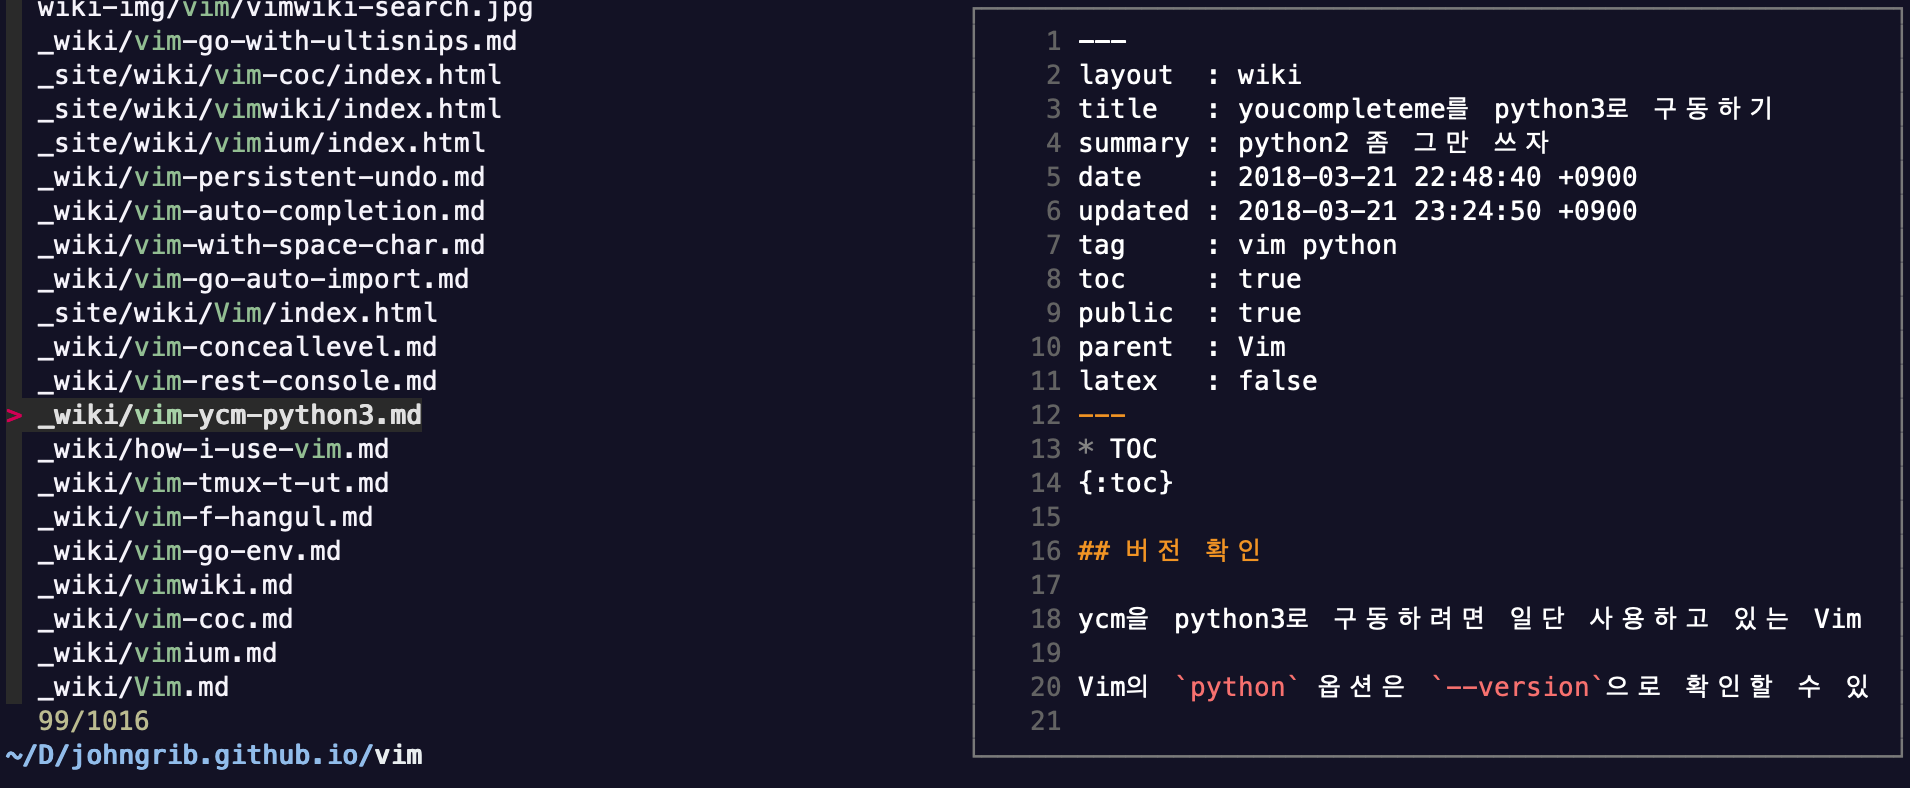 wiki-img/vim/vimwiki-search.jpg
_wiki/vim-go-with-ultisnips.md
_site/wiki/vim-coc/index.html
_site/wiki/vimwiki/index.html
_site/wiki/vimium/index.html
_wiki/vim-persistent-undo.md
_wiki/vim-auto-completion.md
_wiki/vim-with-space-char.md
_wiki/vim-go-auto-import.md
_site/wiki/Vim/index.html
_wiki/vim-conceallevel.md
_wiki/vim-rest-console.md
> _wiki/vim-ycm-python3.md
_wiki/how-i-use-vim.md
_wiki/vim-tmux-t-ut.md
_wiki/vim-f-hangul.md
_wiki/vim-go-env.md
_wiki/vimwiki.md
_wiki/vim-coc.md
_wiki/vimium.md
_wiki/Vim.md
99/1016
~/D/johngrib.github.io/vim
1 ---
2 layout  : wiki
3 title   : youcompleteme를 python3로 구동하기
4 summary : python2 좀 그만 쓰자
5 date    : 2018-03-21 22:48:40 +0900
6 updated : 2018-03-21 23:24:50 +0900
7 tag     : vim python
8 toc     : true
9 public  : true
10 parent  : Vim
11 latex   : false
12 ---
13 * TOC
14 {:toc}
15
16 ## 버전 확인
17
18 ycm을 python3로 구동하려면 일단 사용하고 있는 Vim
19
20 Vim의 `python` 옵션은 `--version`으로 확인할 수 있
21